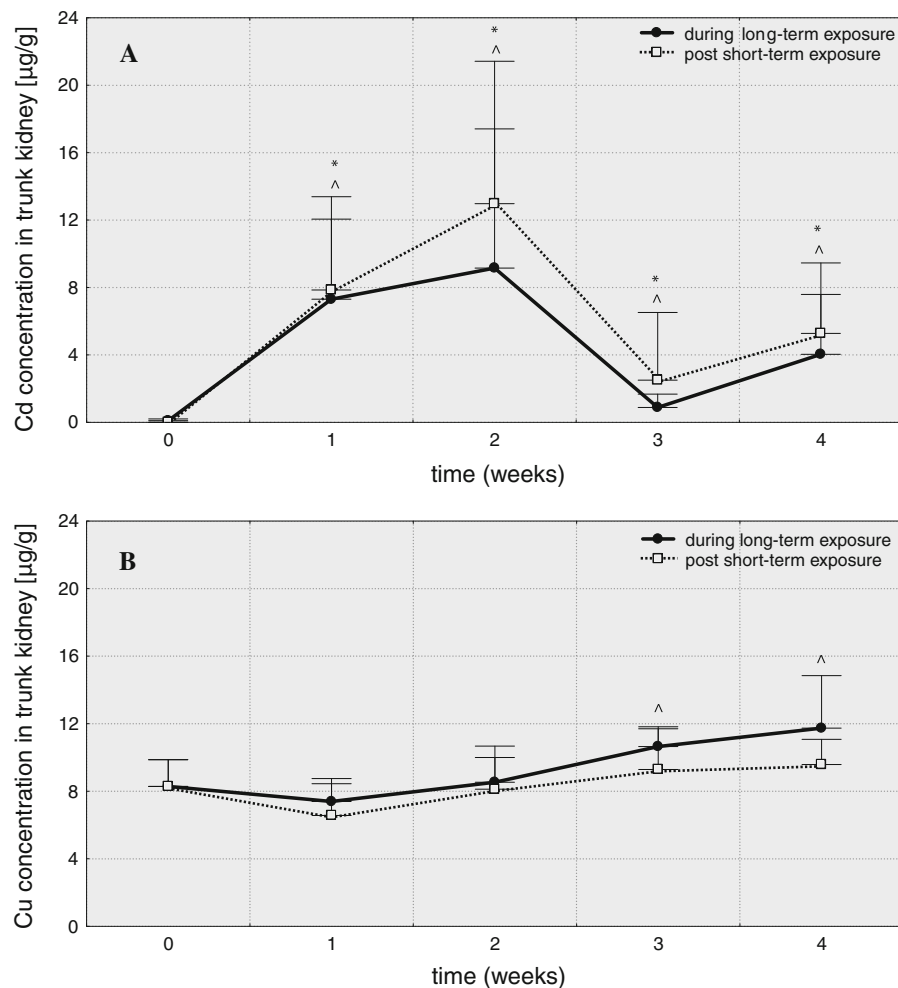 24
20
16
12
8
4
0
Cd concentration in trunk kidney [µg/g]
A
during long-term exposure
post short-term exposure
*
^
*
^
*
^
*
^
0 1 2 3 4
time (weeks)
24
20
16
12
8
4
0
Cu concentration in trunk kidney [µg/g]
B
during long-term exposure
post short-term exposure
^
^
0 1 2 3 4
time (weeks)